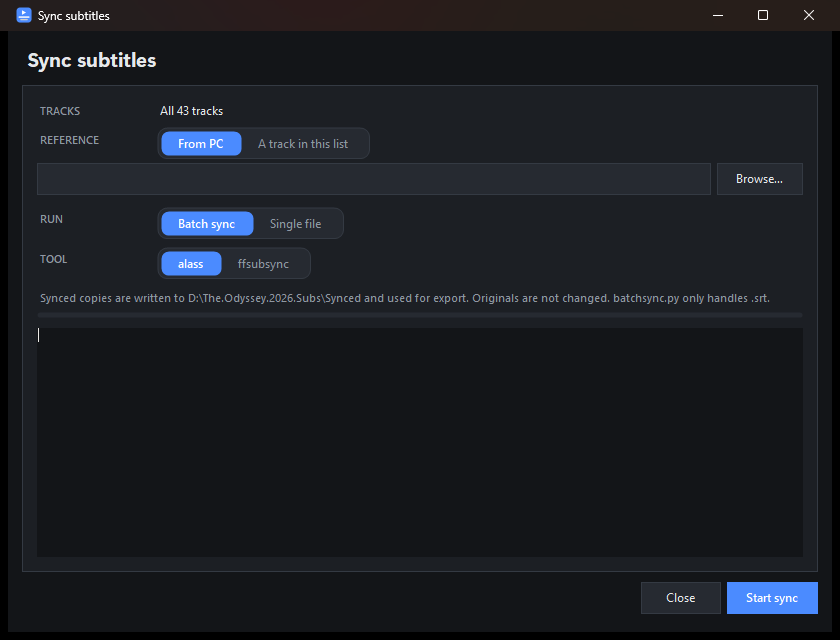 Sync subtitles
Sync subtitles
TRACKS All 43 tracks
REFERENCE From PC A track in this list
Browse...
RUN Batch sync Single file
TOOL alass ffsubsync
Synced copies are written to D:\The.Odyssey.2026.Subs\Synced and used for export. Originals are not changed. batchsync.py only handles .srt.
Close Start sync